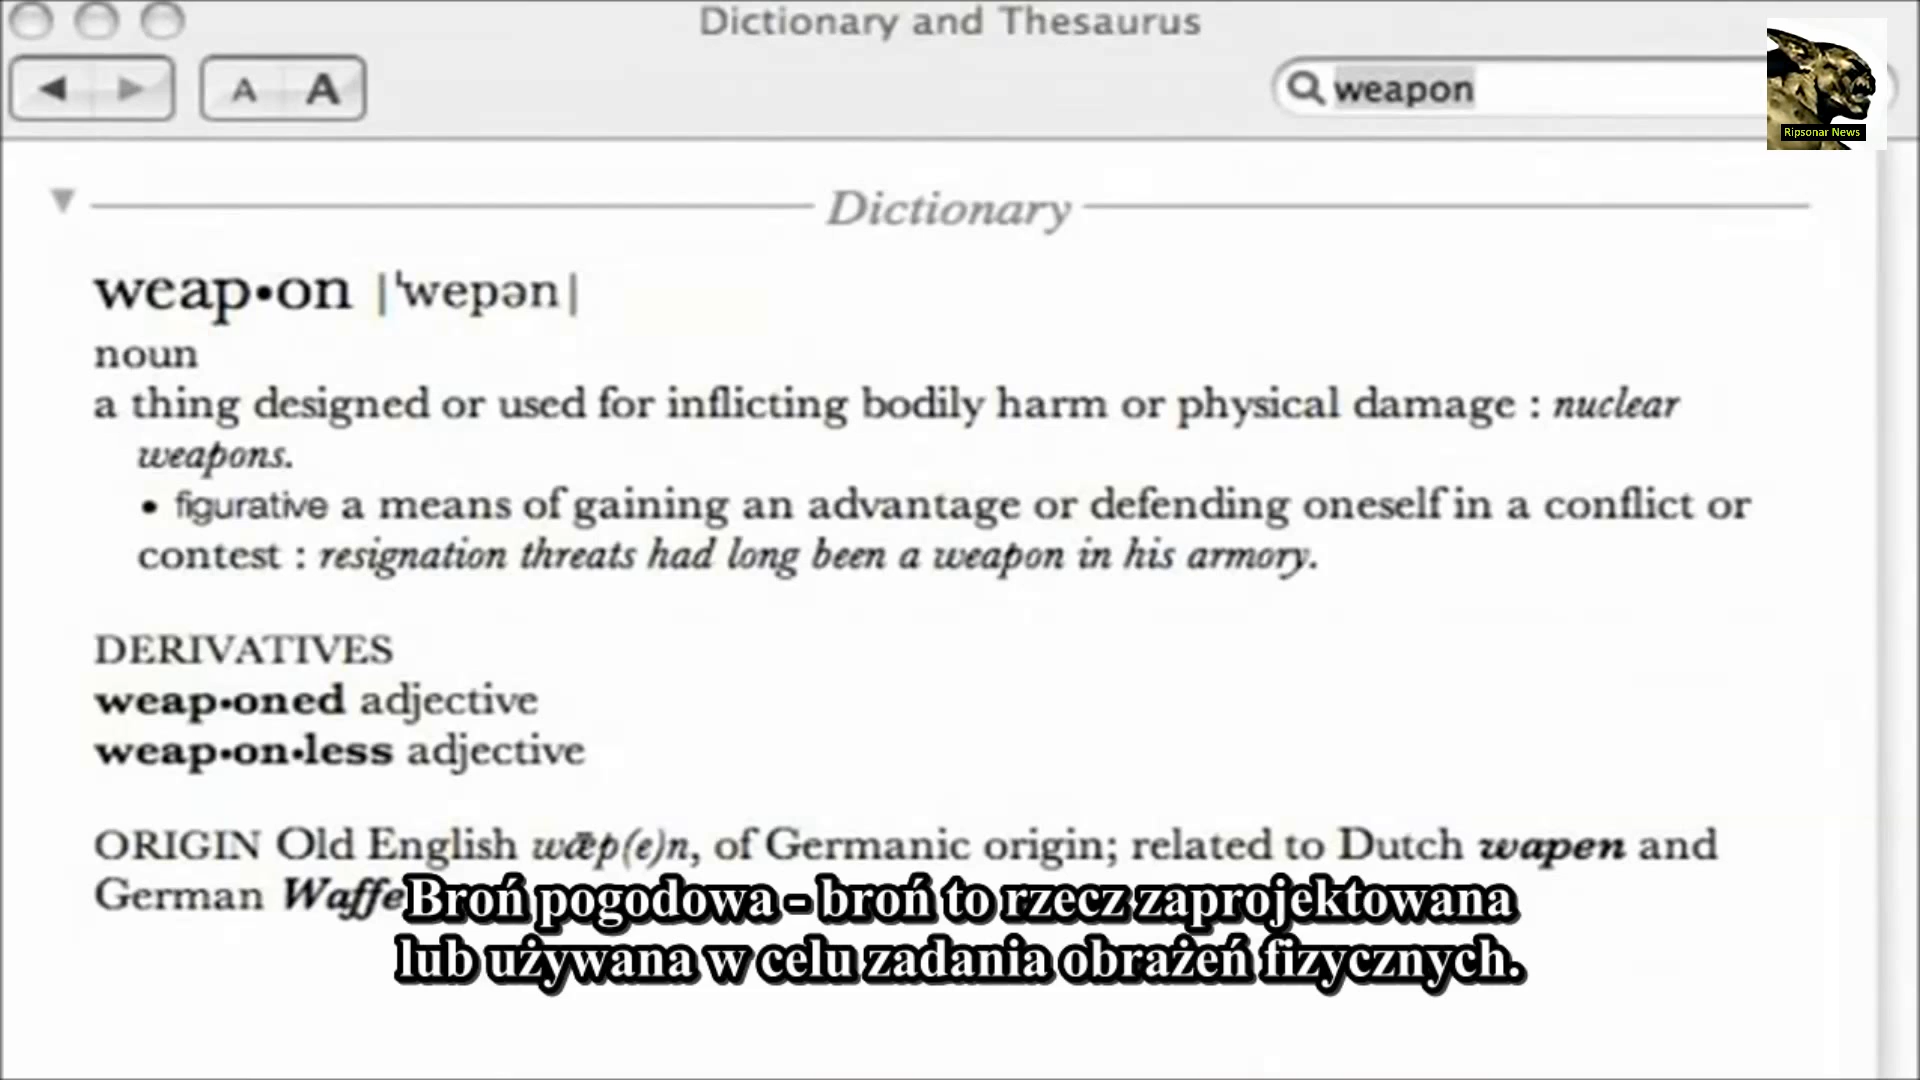 Dictionary and Thesaurus
A A
weapon
Ripsonar News
Dictionary
weap•on |ˈwepən|
noun
a thing designed or used for inflicting bodily harm or physical damage : nuclear
weapons.
• figurative a means of gaining an advantage or defending oneself in a conflict or
contest : resignation threats had long been a weapon in his armory.
DERIVATIVES
weap•oned adjective
weap•on•less adjective
ORIGIN Old English wæ̅p(e)n, of Germanic origin; related to Dutch wapen and
German Waffe
Broń pogodowa - broń to rzecz zaprojektowana
lub używana w celu zadania obrażeń fizycznych.